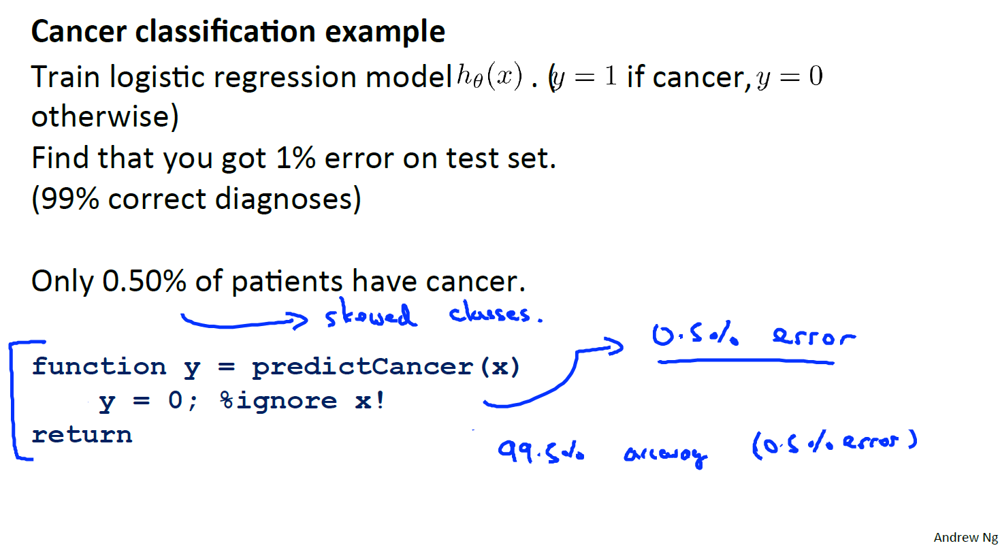 Cancer classification example
Train logistic regression model hθ(x) . (y = 1 if cancer, y = 0
otherwise)
Find that you got 1% error on test set.
(99% correct diagnoses)
Only 0.50% of patients have cancer.
skewed classes.
0.5% error
function y = predictCancer(x)
y = 0; %ignore x!
return
99.5% accuracy (0.5% error)
Andrew Ng